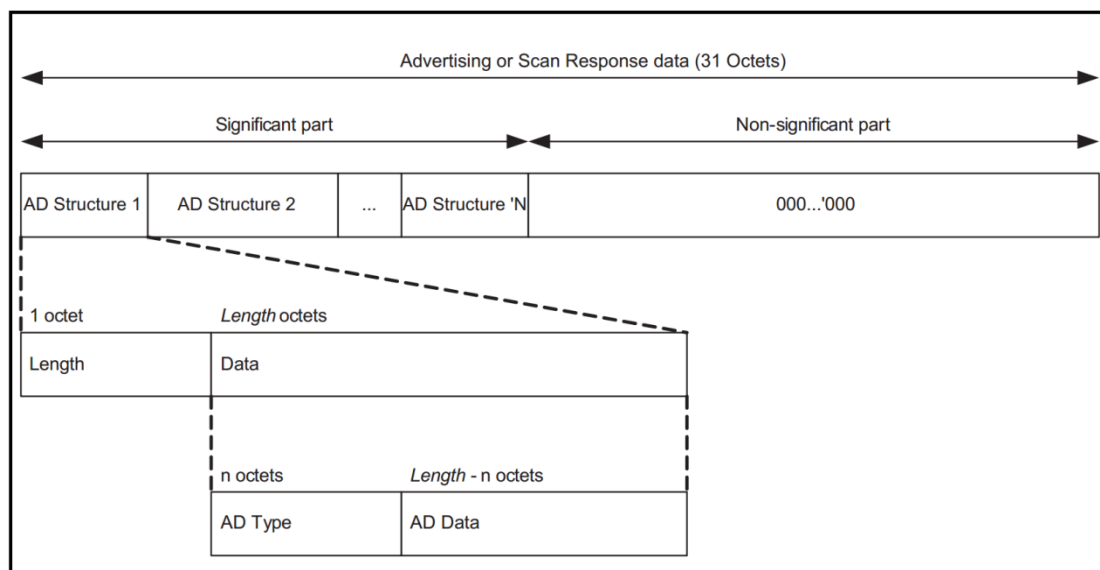 Advertising or Scan Response data (31 Octets)
Significant part
Non-significant part
AD Structure 1
AD Structure 2
...
AD Structure 'N
000...'000
1 octet
Length octets
Length
Data
n octets
Length - n octets
AD Type
AD Data